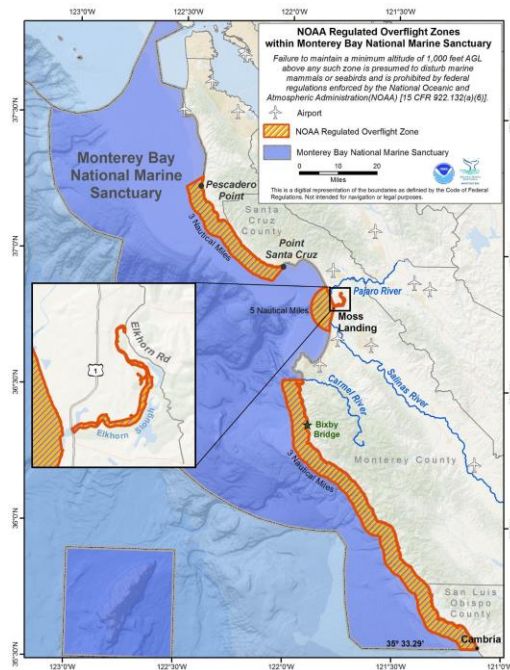 123°0'W
122°30'W
122°0'W
121°30'W
NOAA Regulated Overflight Zones
within Monterey Bay National Marine Sanctuary
Failure to maintain a minimum altitude of 1,000 feet AGL
above any such zone is presumed to disturb marine
mammals or seabirds and is prohibited by federal
regulations enforced by the National Oceanic and
Atmospheric Administration(NOAA) [15 CFR 922.132(a)(6)].
Airport
NOAA Regulated Overflight Zone
Monterey Bay National Marine Sanctuary
0
10
20
Miles
This is a digital representation of the boundaries as defined by the Code of Federal
Regulations. Not intended for navigation or legal purposes.
37°30'N
Monterey Bay
National Marine
Sanctuary
Pescadero
Point
Santa Cruz
County
3 Nautical Miles
37°0'N
Point
Santa Cruz
Pajaro River
5 Nautical Miles
Moss
Landing
Elkhorn Rd
1
Elkhorn
Slough
36°30'N
Carmel River
Salinas River
Bixby
Bridge
3 Nautical Miles
Monterey County
36°0'N
San Luis
Obispo
County
Cambria
35° 33.29'
35°30'N
123°0'W
122°30'W
122°0'W
121°30'W
121°0'W